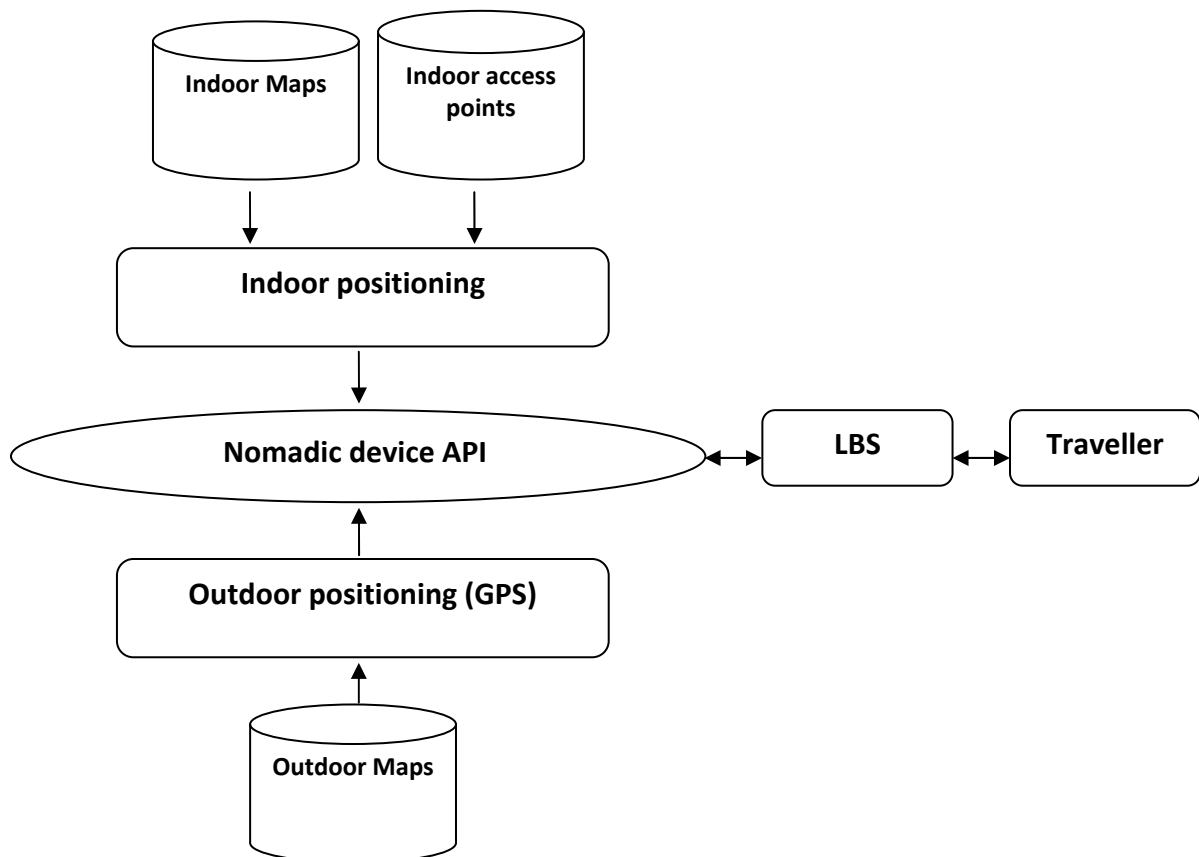 Indoor Maps
Indoor access
points
Indoor positioning
Nomadic device API
LBS
Traveller
Outdoor positioning (GPS)
Outdoor Maps